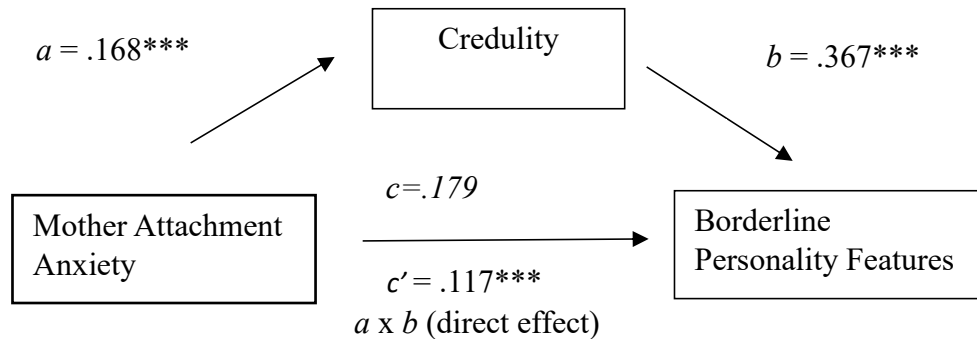 a = .168***
Credulity
b = .367***
Mother Attachment
Anxiety
c=.179
c′ = .117***
a x b (direct effect)
Borderline
Personality Features